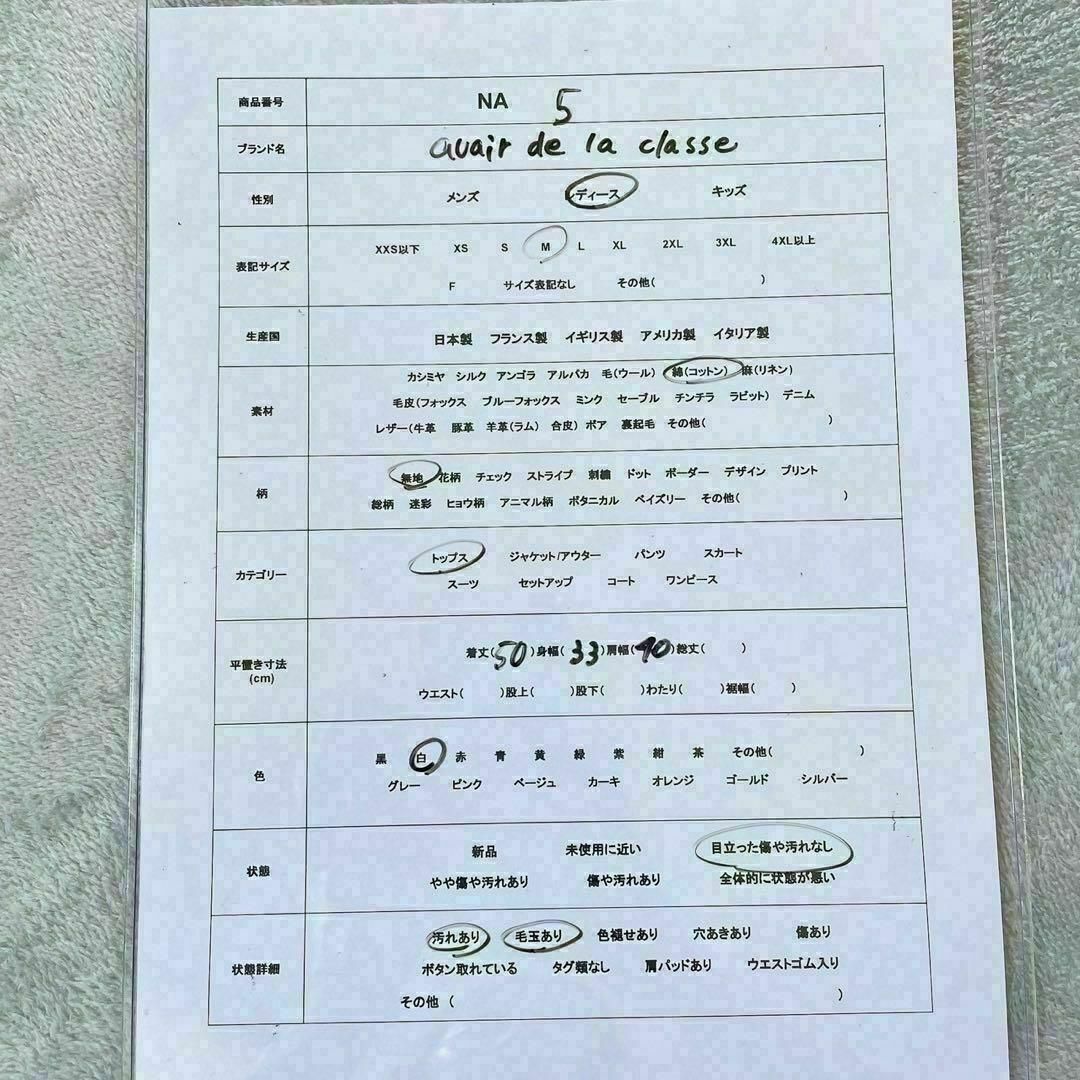 商品番号 NA 5
ブランド名 avair de la classe
性別 メンズ レディース キッズ
XXS以下 XS S M L XL 2XL 3XL 4XL以上
表記サイズ
F サイズ表記なし その他( )
生産国 日本製 フランス製 イギリス製 アメリカ製 イタリア製
カシミヤ シルク アンゴラ アルパカ 毛(ウール) 綿(コットン) 麻(リネン)
素材 毛皮(フォックス ブルーフォックス ミンク セーブル チンチラ ラビット) デニム
レザー(牛革 豚革 羊革(ラム) 合皮) ボア 裏起毛 その他( )
無地 花柄 チェック ストライプ 刺繍 ドット ボーダー デザイン プリント
柄
総柄 迷彩 ヒョウ柄 アニマル柄 ボタニカル ペイズリー その他( )
トップス ジャケット/アウター パンツ スカート
カテゴリー
スーツ セットアップ コート ワンピース
着丈(50)身幅(33)肩幅(40)総丈( )
平置き寸法
(cm)
ウエスト( )股上( )股下( )わたり( )裾幅( )
黒 白 赤 青 黄 緑 紫 紺 茶 その他( )
色
グレー ピンク ベージュ カーキ オレンジ ゴールド シルバー
新品 未使用に近い 目立った傷や汚れなし
状態
やや傷や汚れあり 傷や汚れあり 全体的に状態が悪い
汚れあり 毛玉あり 色褪せあり 穴あきあり 傷あり
状態詳細 ボタン取れている タグ類なし 肩パッドあり ウエストゴム入り
その他 ( )